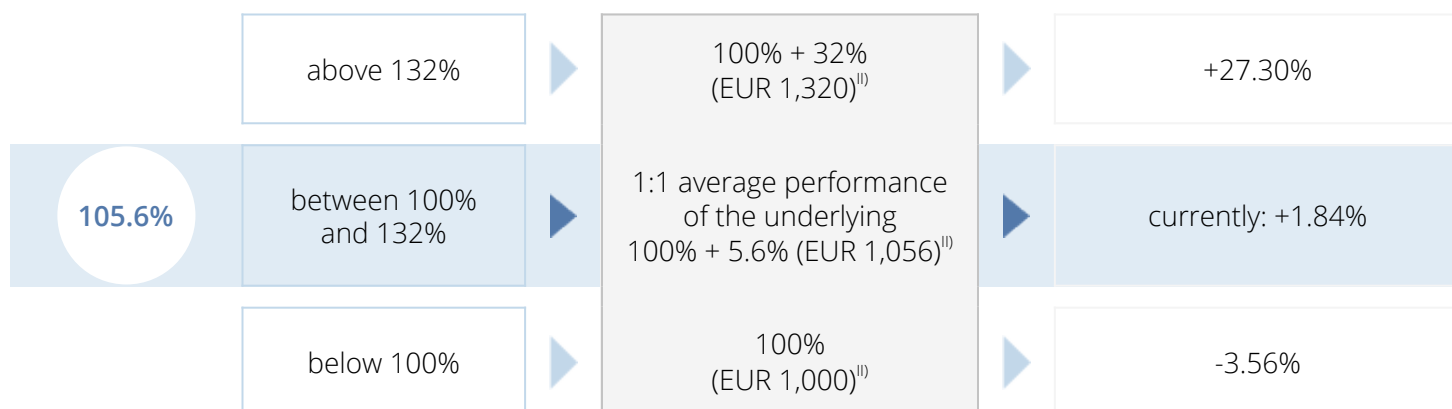 above 132%
100% + 32%
(EUR 1,320)II)
+27.30%
105.6%
between 100%
and 132%
1:1 average performance
of the underlying
100% + 5.6% (EUR 1,056)II)
currently: +1.84%
below 100%
100%
(EUR 1,000)II)
-3.56%